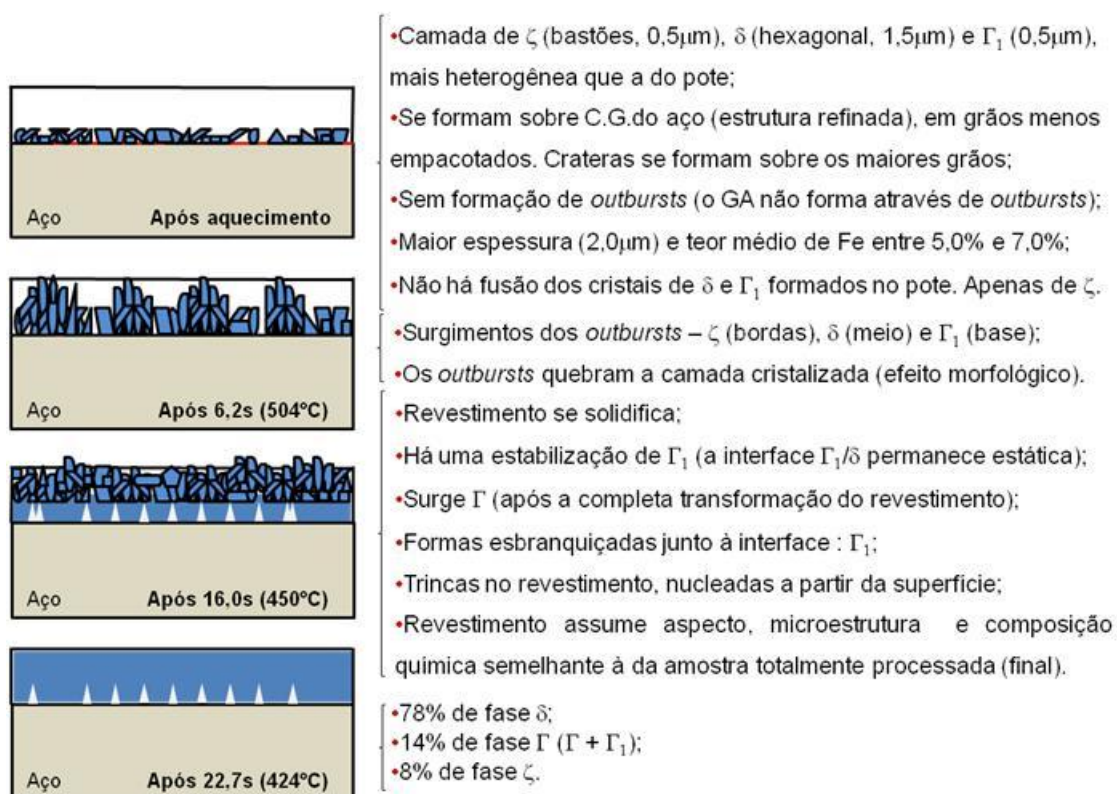 •Camada de ζ (bastões, 0,5μm), δ (hexagonal, 1,5μm) e Γ₁ (0,5μm),
mais heterogênea que a do pote;
•Se formam sobre C.G.do aço (estrutura refinada), em grãos menos
empacotados. Crateras se formam sobre os maiores grãos;
•Sem formação de outbursts (o GA não forma através de outbursts);
•Maior espessura (2,0μm) e teor médio de Fe entre 5,0% e 7,0%;
•Não há fusão dos cristais de δ e Γ₁ formados no pote. Apenas de ζ.
Aço Após aquecimento
•Surgimentos dos outbursts – ζ (bordas), δ (meio) e Γ₁ (base);
•Os outbursts quebram a camada cristalizada (efeito morfológico).
Aço Após 6,2s (504ºC)
•Revestimento se solidifica;
•Há uma estabilização de Γ₁ (a interface Γ₁/δ permanece estática);
•Surge Γ (após a completa transformação do revestimento);
•Formas esbranquiçadas junto à interface : Γ₁;
•Trincas no revestimento, nucleadas a partir da superfície;
•Revestimento assume aspecto, microestrutura e composição
química semelhante à da amostra totalmente processada (final).
Aço Após 16,0s (450ºC)
•78% de fase δ;
•14% de fase Γ (Γ + Γ₁);
•8% de fase ζ.
Aço Após 22,7s (424ºC)